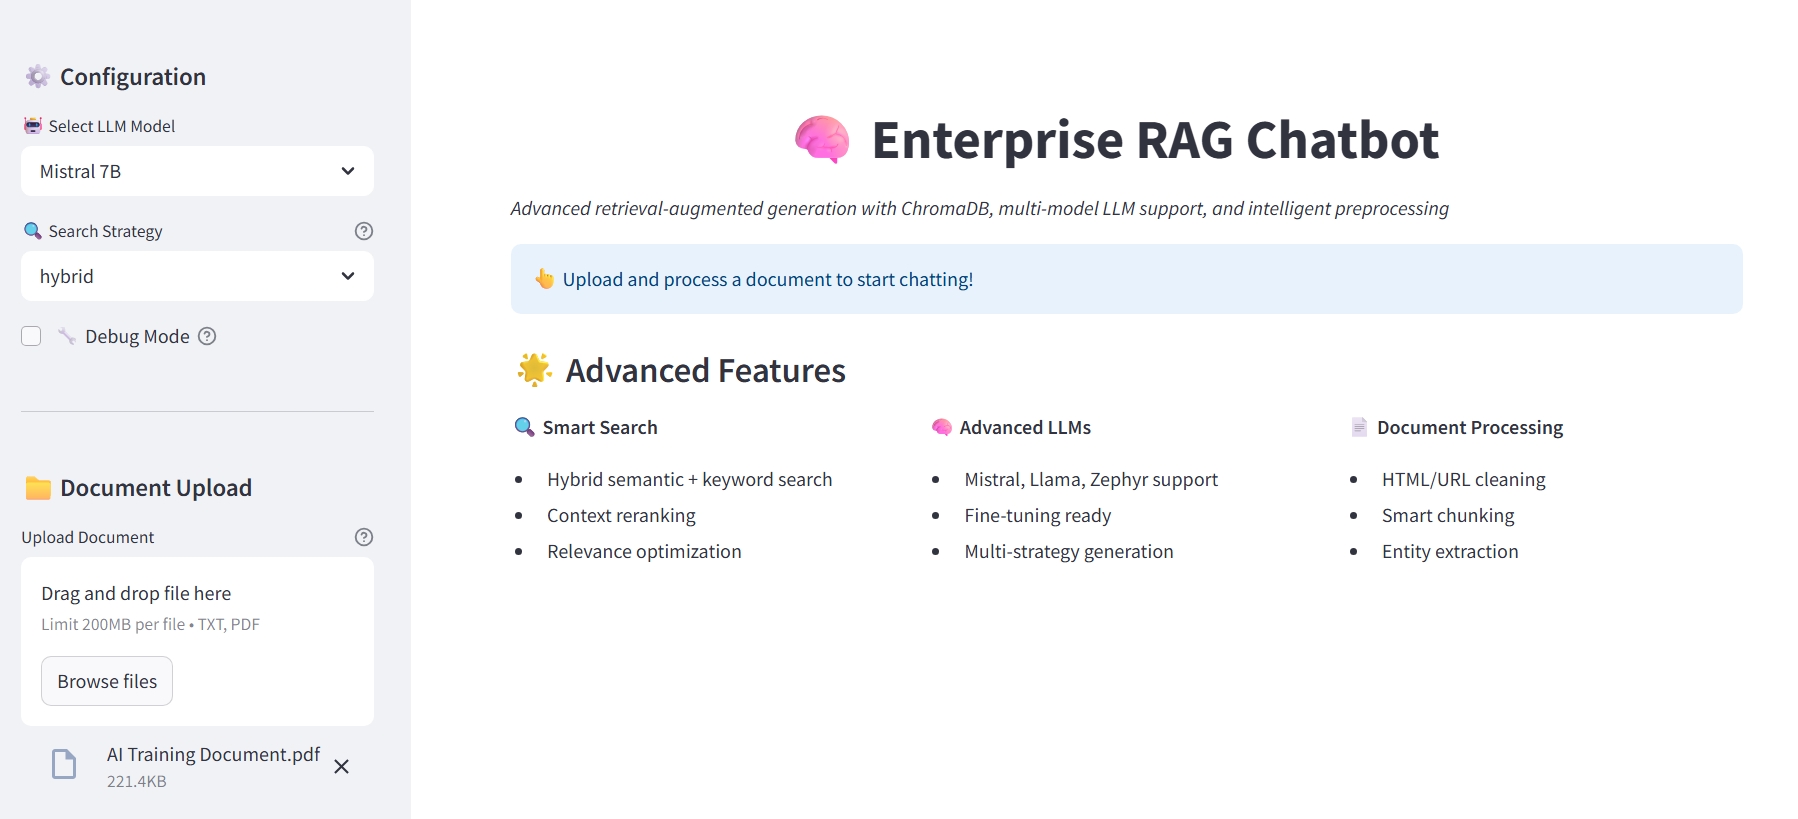 Configuration
Select LLM Model
Mistral 7B
Search Strategy
hybrid
Debug Mode
Document Upload
Upload Document
Drag and drop file here
Limit 200MB per file • TXT, PDF
Browse files
AI Training Document.pdf
221.4KB
Enterprise RAG Chatbot
Advanced retrieval-augmented generation with ChromaDB, multi-model LLM support, and intelligent preprocessing
Upload and process a document to start chatting!
Advanced Features
Smart Search
• Hybrid semantic + keyword search
• Context reranking
• Relevance optimization
Advanced LLMs
• Mistral, Llama, Zephyr support
• Fine-tuning ready
• Multi-strategy generation
Document Processing
• HTML/URL cleaning
• Smart chunking
• Entity extraction